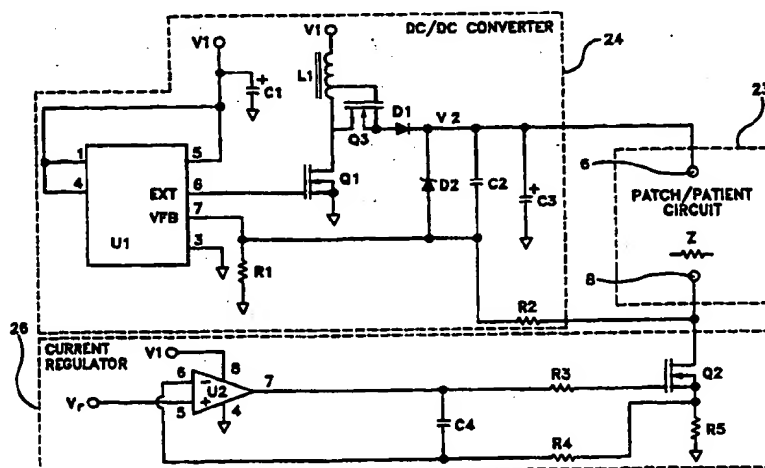 DC/DC CONVERTER
24
V1
V1
L1
C1
23
D1
V2
Q3
1
5
4
6
PATCH/PATIENT
CIRCUIT
EXT
6
Q1
D2
C2
C3
VFB
7
Z
U1
3
8
R1
R2
26
CURRENT
REGULATOR
V1
8
Q2
6
U2
7
R3
Vr
5
4
C4
R4
R5